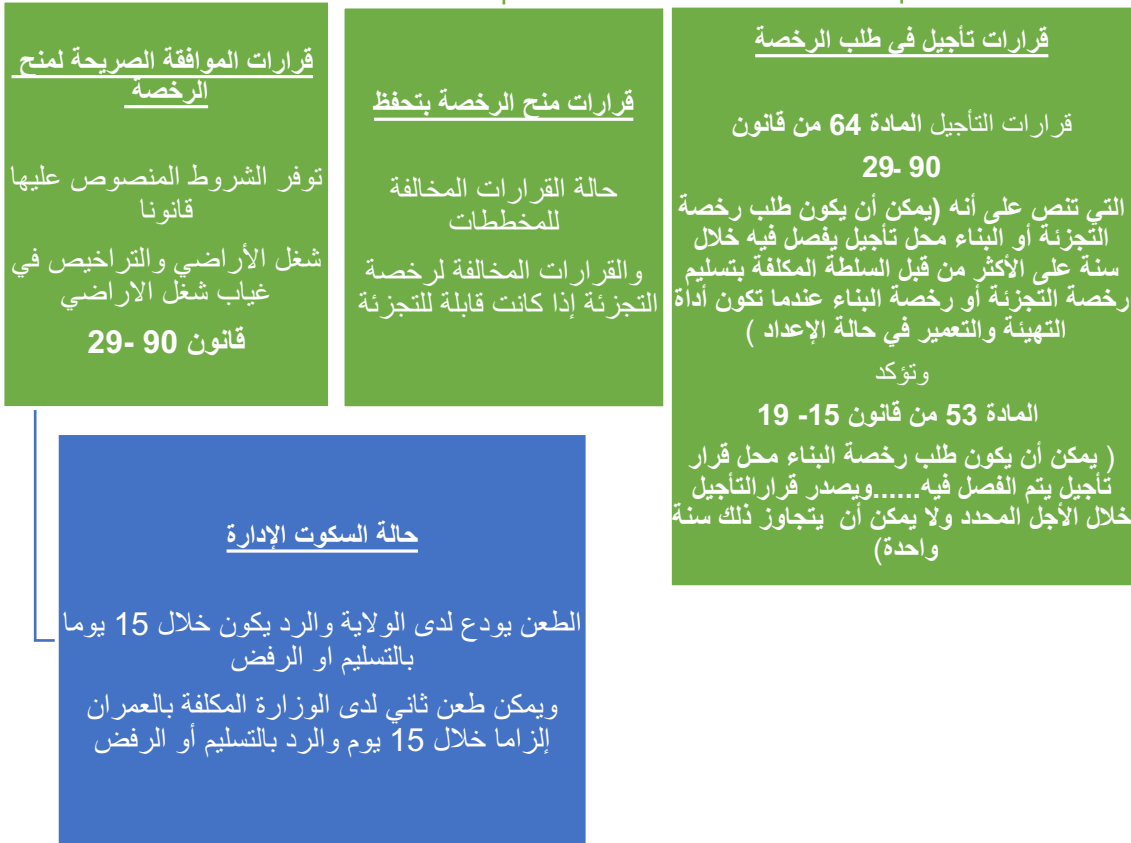 قرارات تأجيل في طلب الرخصة
قرارات التأجيل المادة 64 من قانون
90 -29
التي تنص على أنه (يمكن أن يكون طلب رخصة
التجزئة أو البناء محل تأجيل يفصل فيه خلال
سنة على الأكثر من قبل السلطة المكلفة بتسليم
رخصة التجزئة أو رخصة البناء عندما تكون أداة
التهيئة والتعمير في حالة الإعداد )
وتؤكد
المادة 53 من قانون 15- 19
( يمكن أن يكون طلب رخصة البناء محل قرار
تأجيل يتم الفصل فيه......ويصدر قرارالتأجيل
خلال الأجل المحدد ولا يمكن أن يتجاوز ذلك سنة
واحدة)
قرارات منح الرخصة بتحفظ
حالة القرارات المخالفة
للمخططات
والقرارات المخالفة لرخصة
التجزئة إذا كانت قابلة للتجزئة
قرارات الموافقة الصريحة لمنح
الرخصة
توفر الشروط المنصوص عليها
قانونا
شغل الأراضي والتراخيص في
غياب شغل الاراضي
قانون 90 -29
حالة السكوت الإدارة
الطعن يودع لدى الولاية والرد يكون خلال 15 يوما
بالتسليم او الرفض
ويمكن طعن ثاني لدى الوزارة المكلفة بالعمران
إلزاما خلال 15 يوم والرد بالتسليم أو الرفض